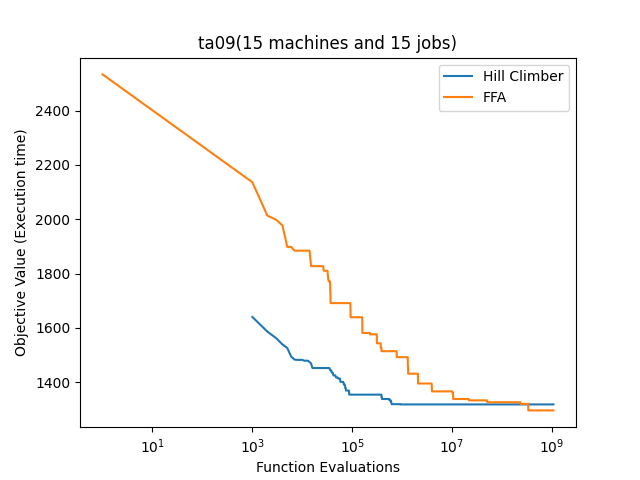 ta09(15 machines and 15 jobs)
Hill Climber
FFA
2400
2200
2000
1800
1600
1400
Objective Value (Execution time)
10^1 10^3 10^5 10^7 10^9
Function Evaluations